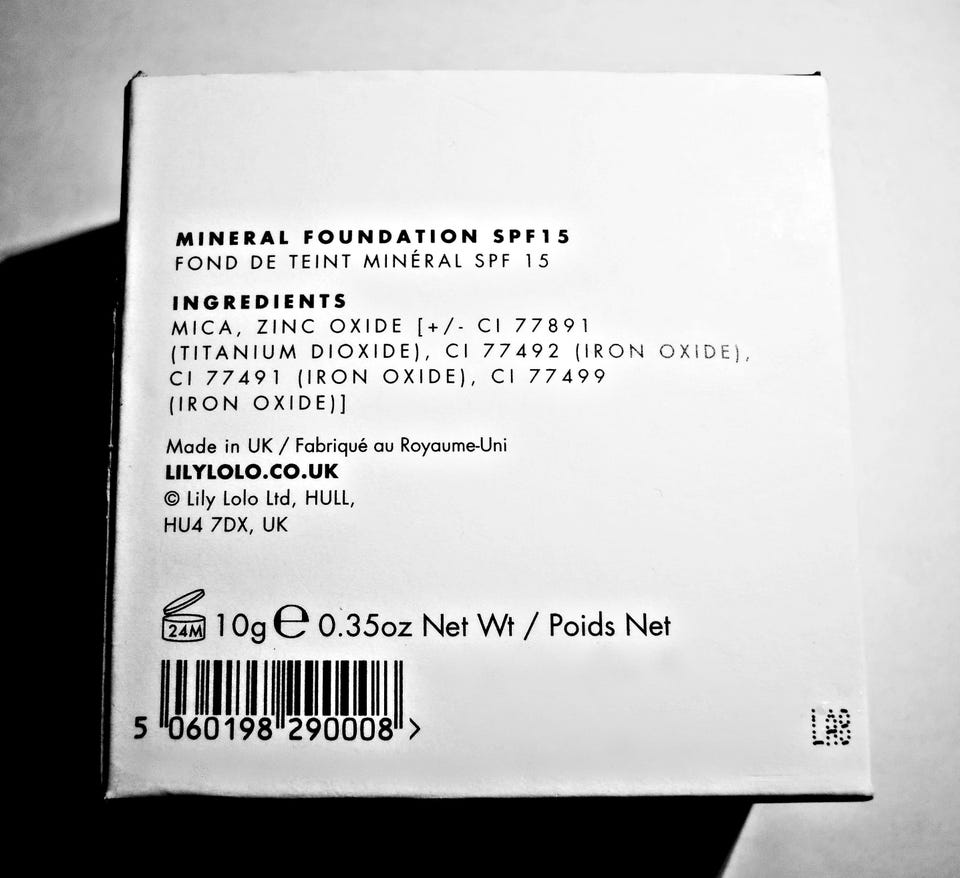 MINERAL FOUNDATION SPF15
FOND DE TEINT MINÉRAL SPF 15
INGREDIENTS
MICA, ZINC OXIDE [+/- CI 77891
(TITANIUM DIOXIDE), CI 77492 (IRON OXIDE),
CI 77491 (IRON OXIDE), CI 77499
(IRON OXIDE)]
Made in UK / Fabriqué au Royaume-Uni
LILYLOLO.CO.UK
© Lily Lolo Ltd, HULL,
HU4 7DX, UK
24M 10g e 0.35oz Net Wt / Poids Net
5 060198 290008 >
LAB